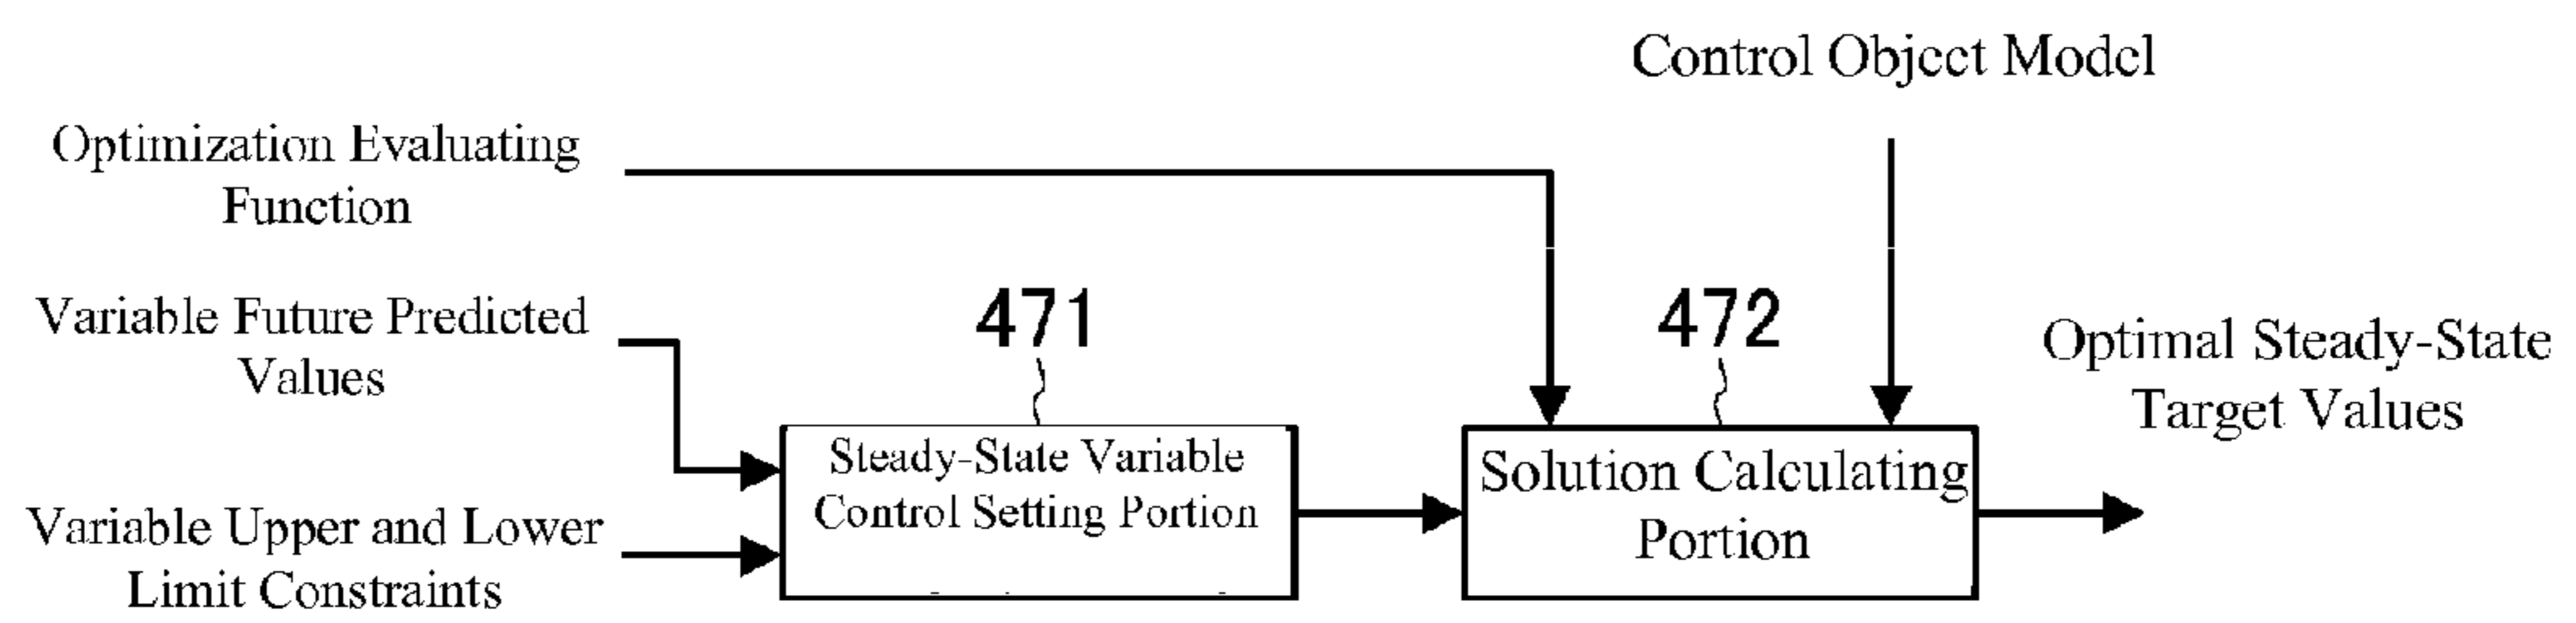 Control Object Model
Optimization Evaluating
Function
Variable Future Predicted
Values
471
472
Optimal Steady-State
Target Values
Steady-State Variable
Control Setting Portion
Solution Calculating
Portion
Variable Upper and Lower
Limit Constraints